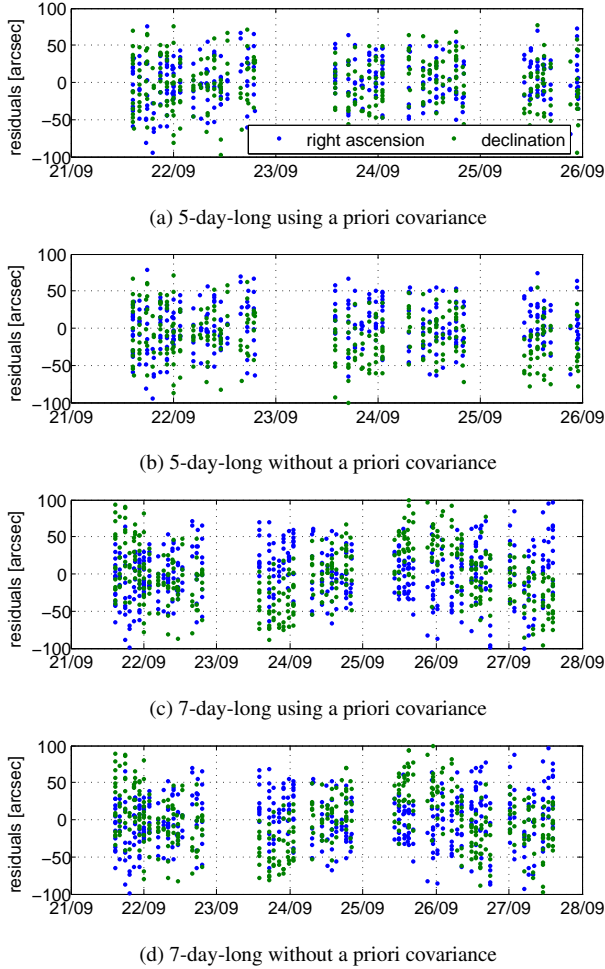 100
50
0
−50
−100
residuals [arcsec]
right ascension declination
21/09 22/09 23/09 24/09 25/09 26/09
(a) 5-day-long using a priori covariance
100
50
0
−50
−100
residuals [arcsec]
21/09 22/09 23/09 24/09 25/09 26/09
(b) 5-day-long without a priori covariance
100
50
0
−50
−100
residuals [arcsec]
21/09 22/09 23/09 24/09 25/09 26/09 27/09 28/09
(c) 7-day-long using a priori covariance
100
50
0
−50
−100
residuals [arcsec]
21/09 22/09 23/09 24/09 25/09 26/09 27/09 28/09
(d) 7-day-long without a priori covariance